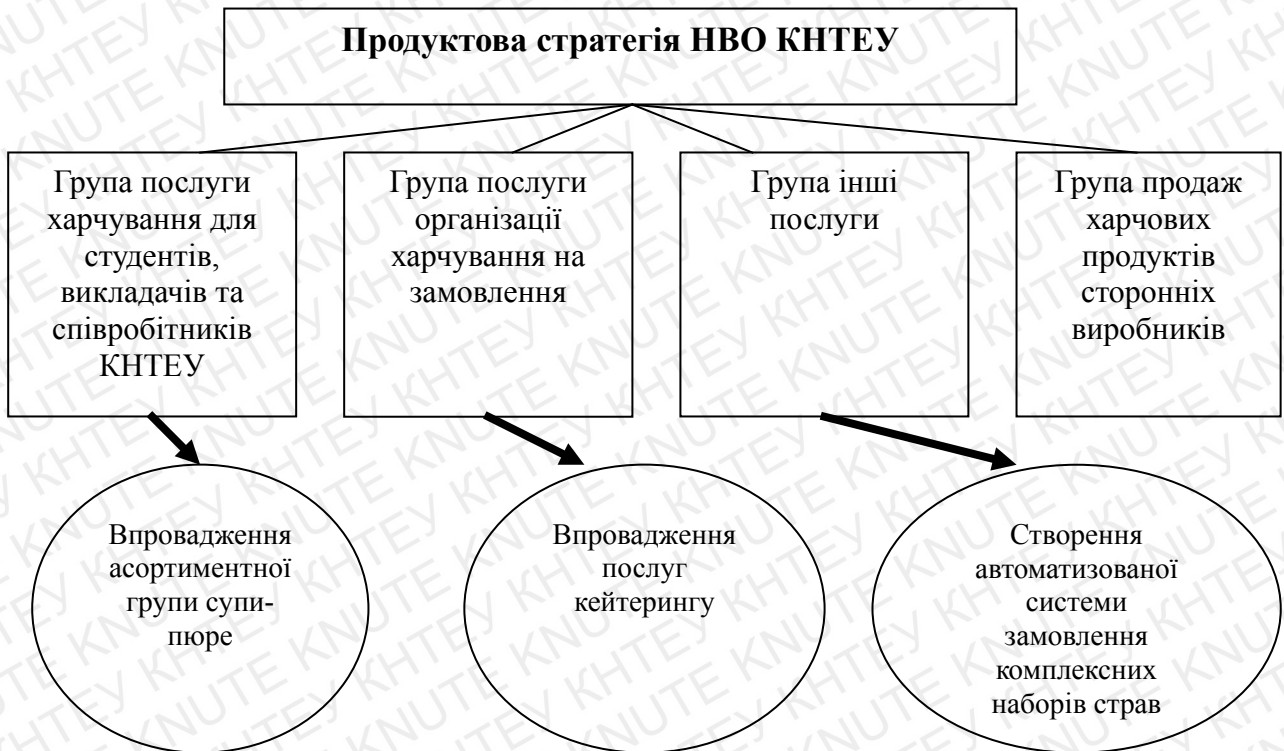 Продуктова стратегія НВО КНТЕУ
Група послуги
харчування для
студентів,
викладачів та
співробітників
КНТЕУ
Група послуги
організації
харчування на
замовлення
Група інші
послуги
Група продаж
харчових
продуктів
сторонніх
виробників
Впровадження
асортиментної
групи супи-
пюре
Впровадження
послуг
кейтерингу
Створення
автоматизованої
системи
замовлення
комплексних
наборів страв